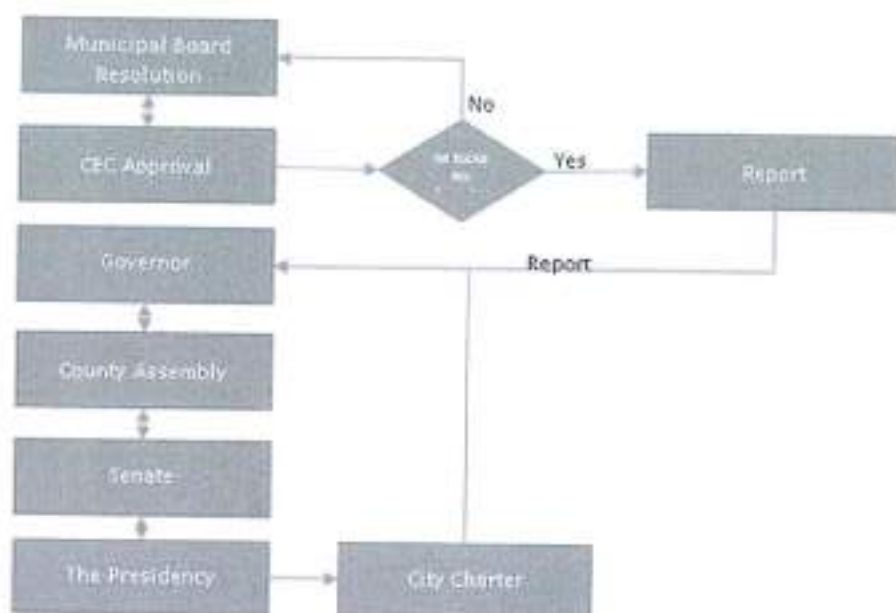 Municipal Board
Resolution
No
CEC Approval
Yes
Report
Governor
Report
County Assembly
Senate
The Presidency
City Charter